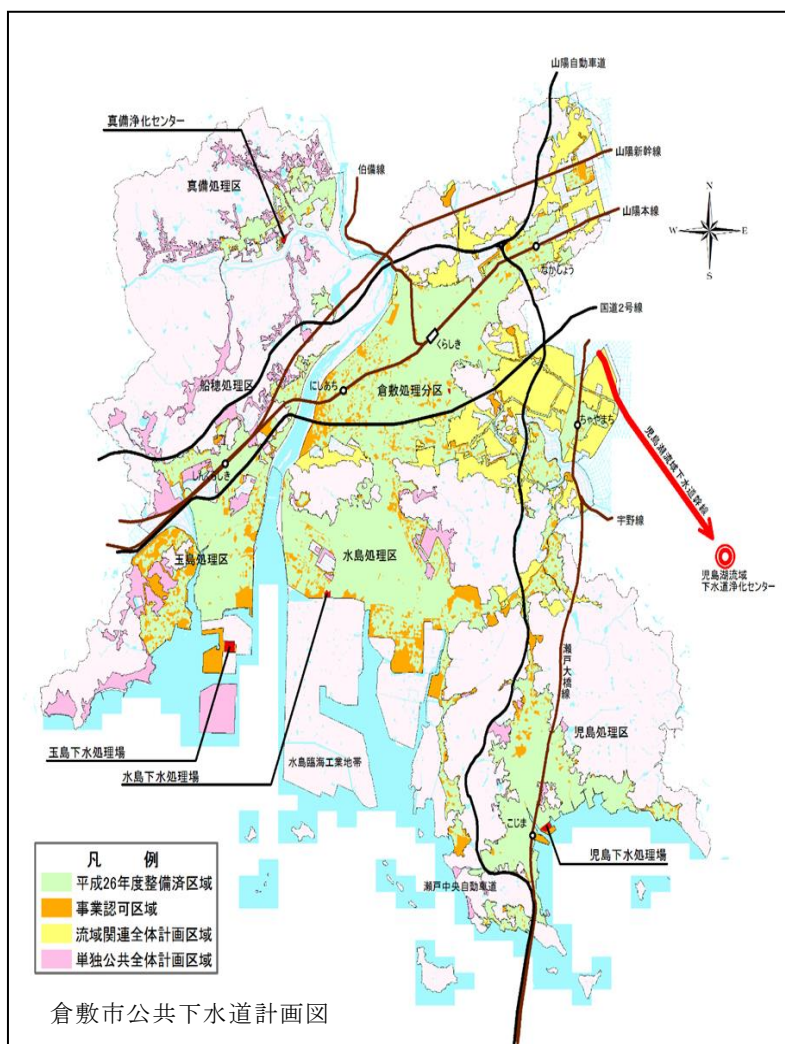 山陽自動車道
真備浄化センター
山陽新幹線
伯備線
真備処理区
山陽本線
N
W
E
S
なかしょう
国道2号線
くらしき
にしあち
倉敷処理分区
船穂処理区
ちゃやまち
児島湖流域下水道幹線
しんくらしき
宇野線
玉島処理区
水島処理区
児島湖流域
下水道浄化センター
瀬戸大橋線
児島処理区
玉島下水処理場
水島下水処理場
水島臨海工業地帯
こじま
児島下水処理場
凡 例
平成26年度整備済区域
事業認可区域
流域関連全体計画区域
単独公共全体計画区域
瀬戸中央自動車道
倉敷市公共下水道計画図